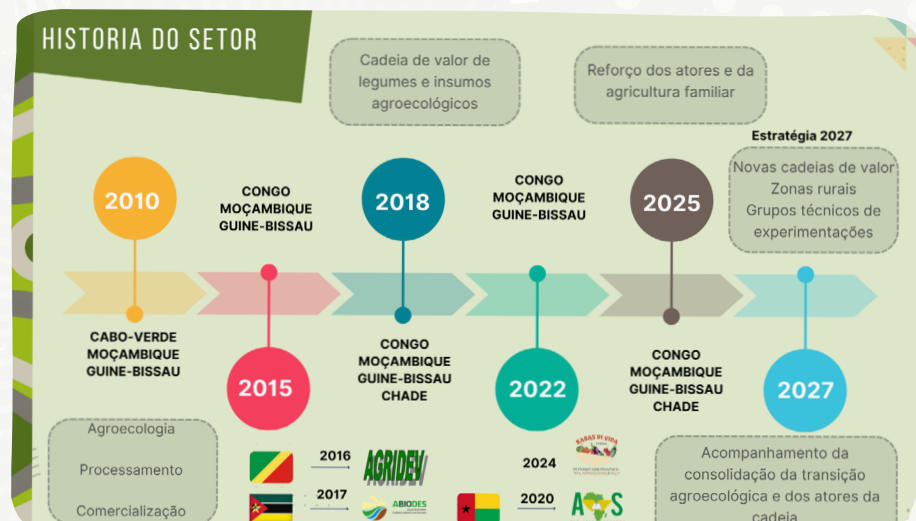 HISTORIA DO SETOR
Cadeia de valor de
legumes e insumos
agroecológicos
Reforço dos atores e da
agricultura familiar
Estratégia 2027
Novas cadeias de valor
Zonas rurais
Grupos técnicos de
experimentações
2010
CONGO
MOÇAMBIQUE
GUINE-BISSAU
2018
CONGO
MOÇAMBIQUE
GUINE-BISSAU
2025
CABO-VERDE
MOÇAMBIQUE
GUINE-BISSAU
2015
CONGO
MOÇAMBIQUE
GUINE-BISSAU
CHADE
2022
CONGO
MOÇAMBIQUE
GUINE-BISSAU
CHADE
2027
Agroecologia
Processamento
Comercialização
2016
AGRIDEV
2017
ABIODES
2024
KABAS DI VIDA
2020
Acompanhamento da
consolidação da transição
agroecológica e dos atores da
cadeia